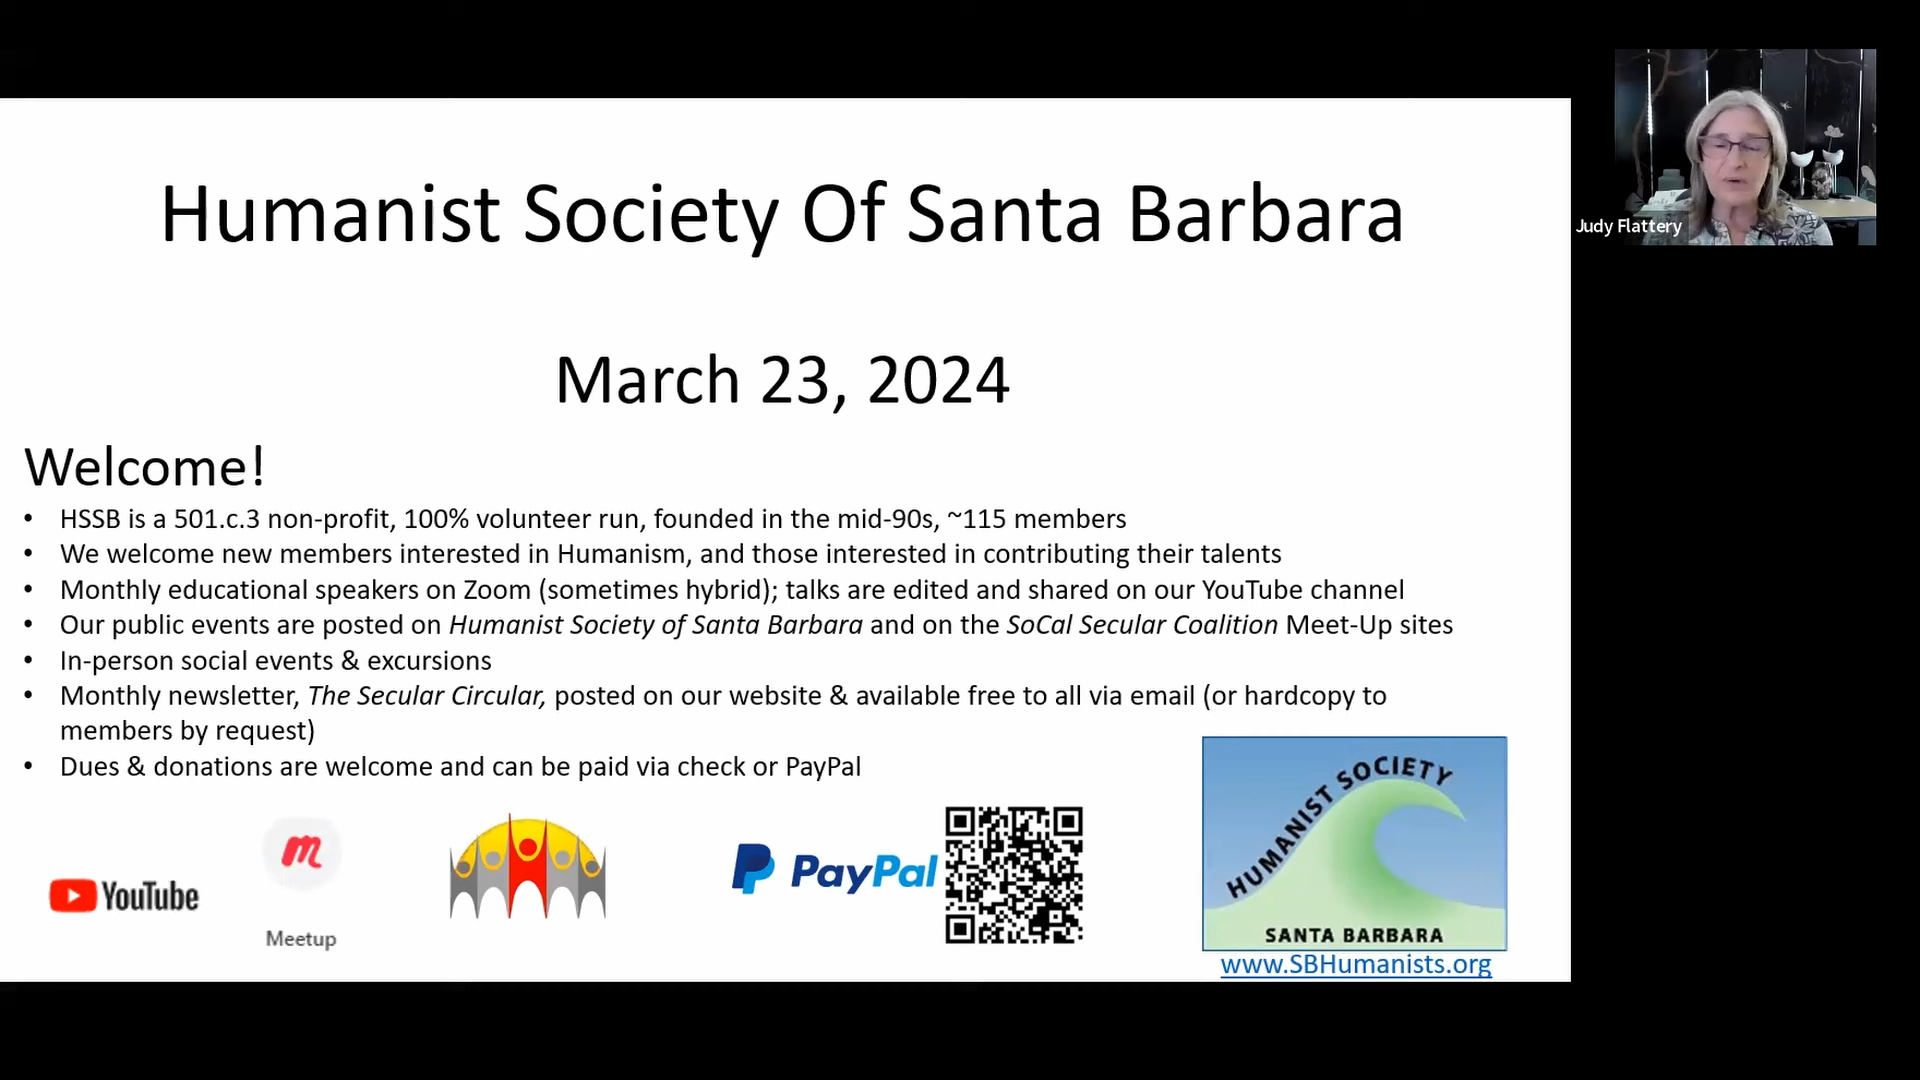 Humanist Society Of Santa Barbara
Judy Flattery
March 23, 2024
Welcome!
• HSSB is a 501.c.3 non-profit, 100% volunteer run, founded in the mid-90s, ~115 members
• We welcome new members interested in Humanism, and those interested in contributing their talents
• Monthly educational speakers on Zoom (sometimes hybrid); talks are edited and shared on our YouTube channel
• Our public events are posted on Humanist Society of Santa Barbara and on the SoCal Secular Coalition Meet-Up sites
• In-person social events & excursions
• Monthly newsletter, The Secular Circular, posted on our website & available free to all via email (or hardcopy to
members by request)
• Dues & donations are welcome and can be paid via check or PayPal
YouTube
m
Meetup
PayPal
HUMANIST SOCIETY
SANTA BARBARA
www.SBHumanists.org